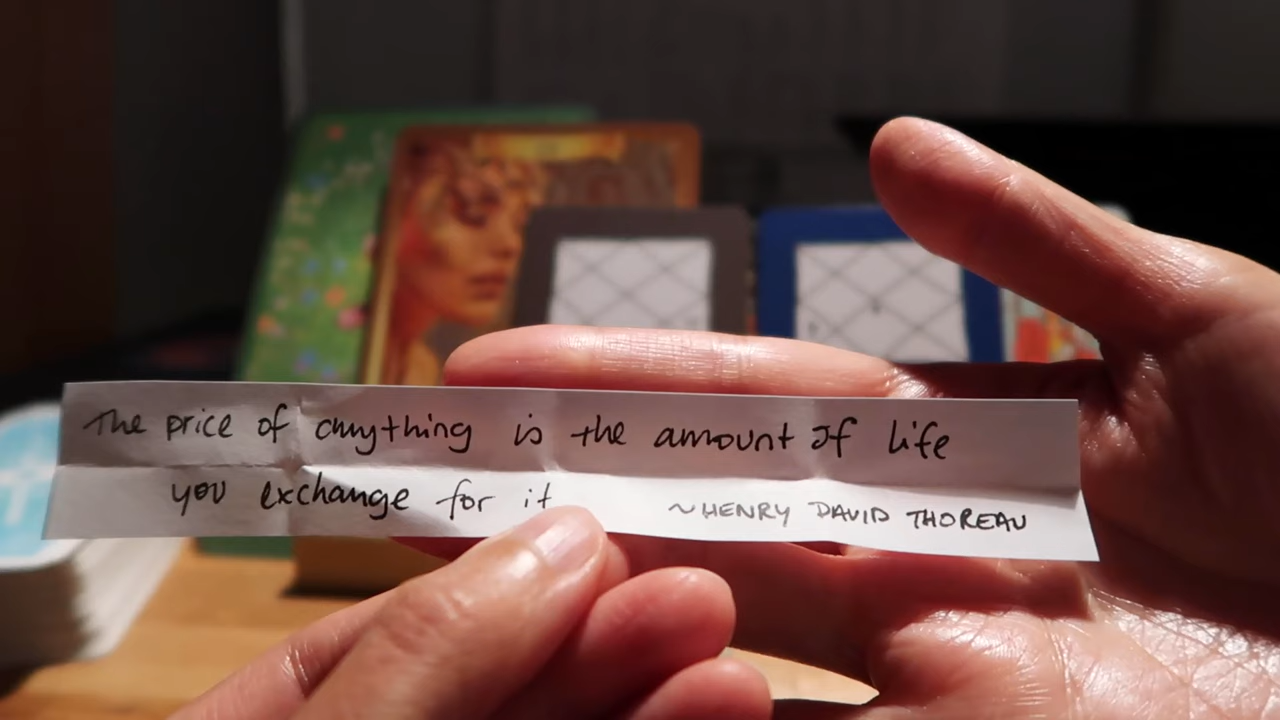 The price of anything is the amount of life
you exchange for it
~HENRY DAVID THOREAU